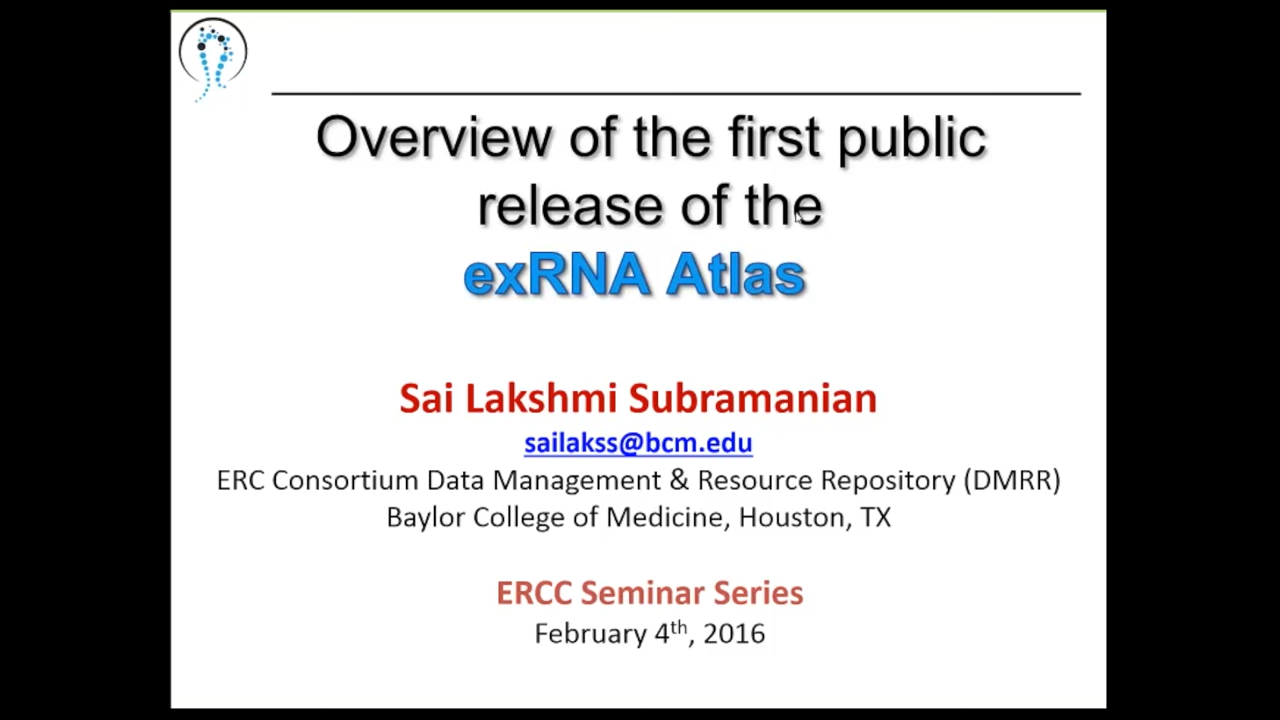 Overview of the first public
release of the
exRNA Atlas
Sai Lakshmi Subramanian
sailakss@bcm.edu
ERC Consortium Data Management & Resource Repository (DMRR)
Baylor College of Medicine, Houston, TX
ERCC Seminar Series
February 4th, 2016